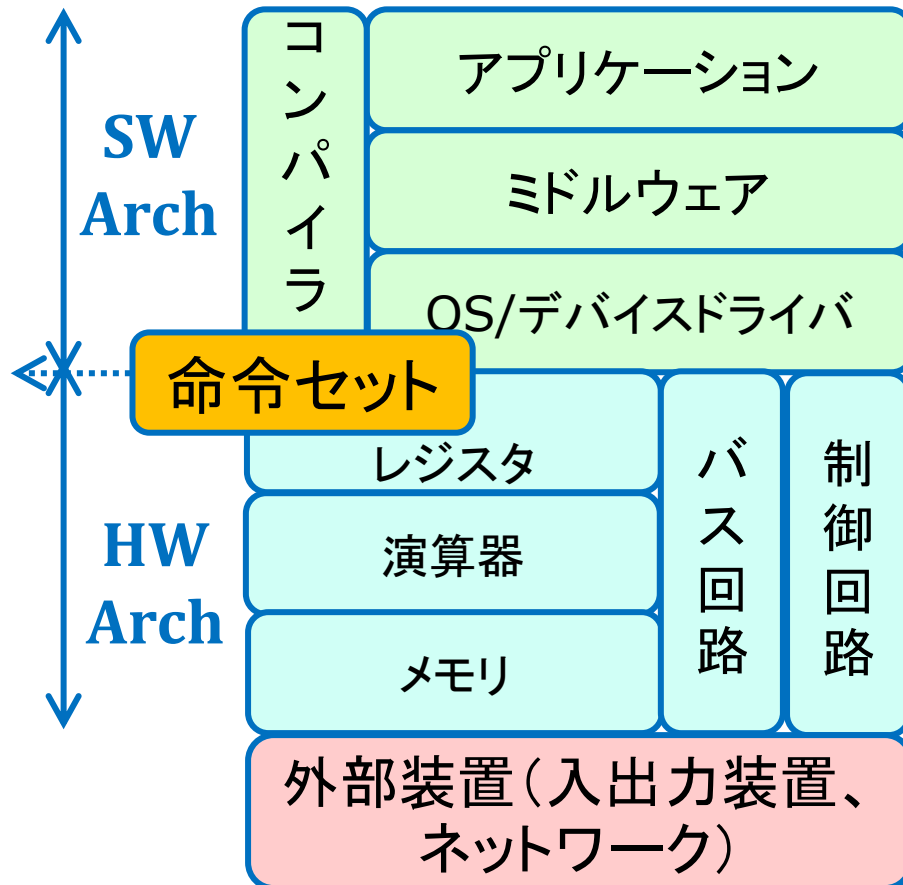 SW
Arch
コンパイラ
アプリケーション
ミドルウェア
OS/デバイスドライバ
命令セット
HW
Arch
レジスタ
演算器
メモリ
バス回路
制御回路
外部装置(入出力装置、
ネットワーク)